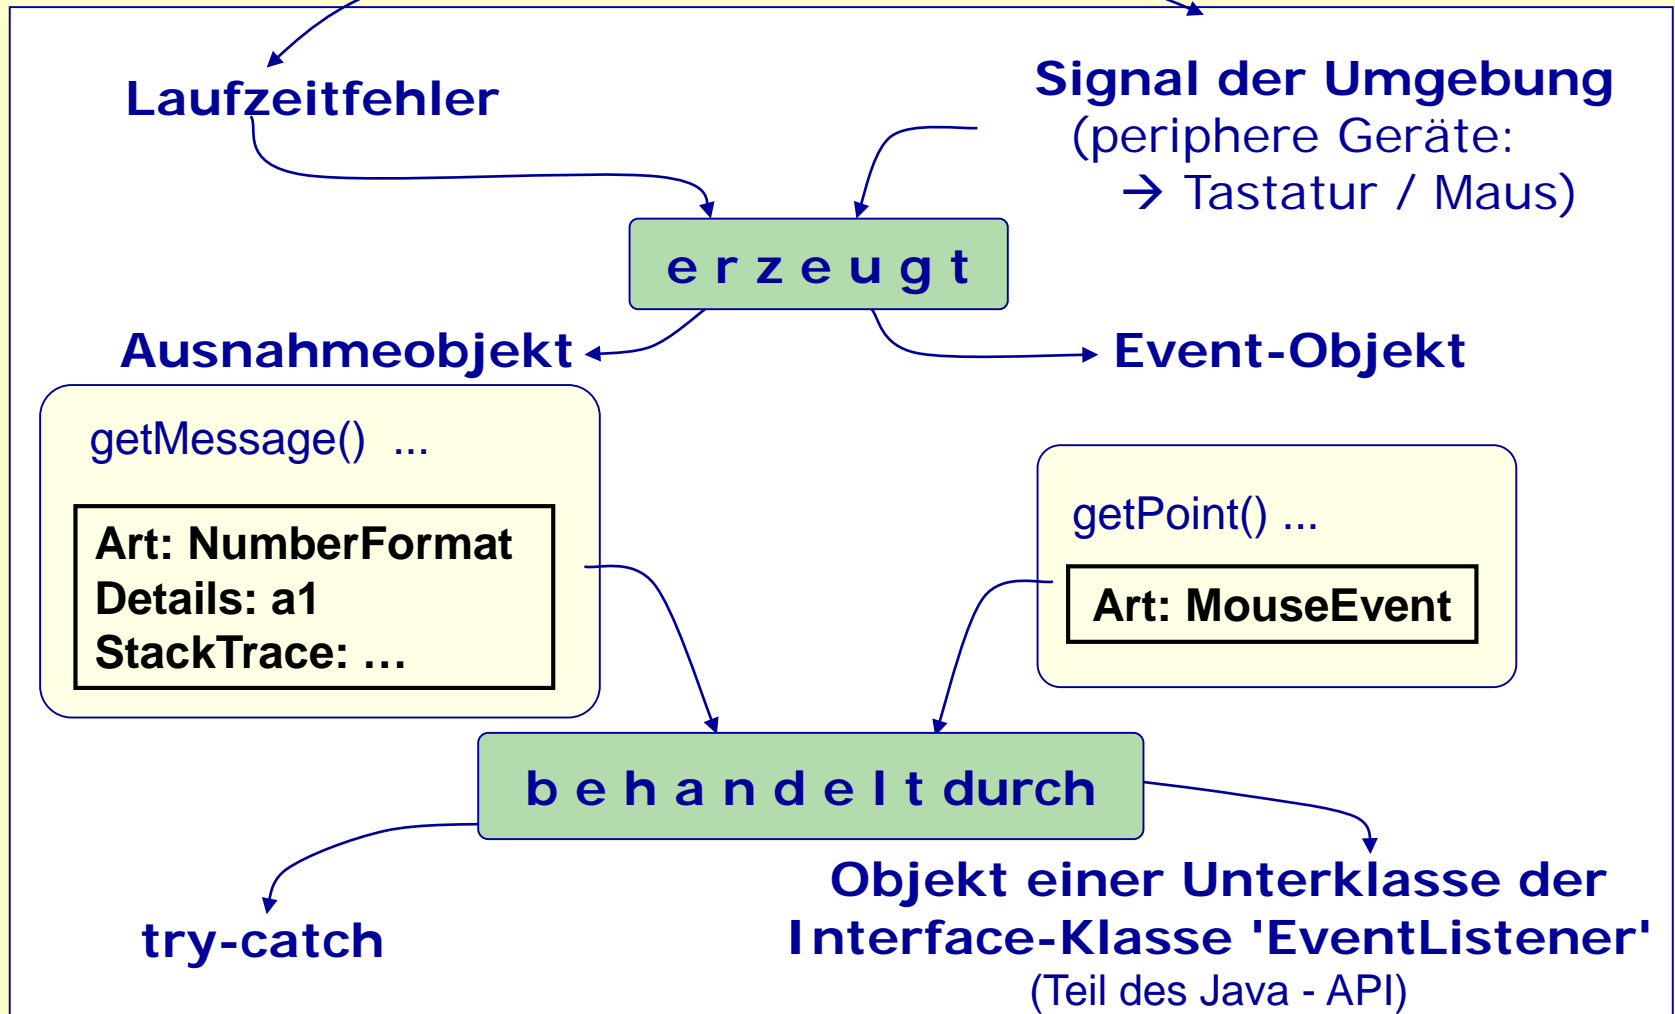 Laufzeitfehler
Signal der Umgebung
(periphere Geräte:
→ Tastatur / Maus)
e r z e u g t
Ausnahmeobjekt
Event-Objekt
getMessage() ...
Art: NumberFormat
Details: a1
StackTrace: ...
getPoint() ...
Art: MouseEvent
b e h a n d e l t durch
try-catch
Objekt einer Unterklasse der
Interface-Klasse 'EventListener'
(Teil des Java - API)